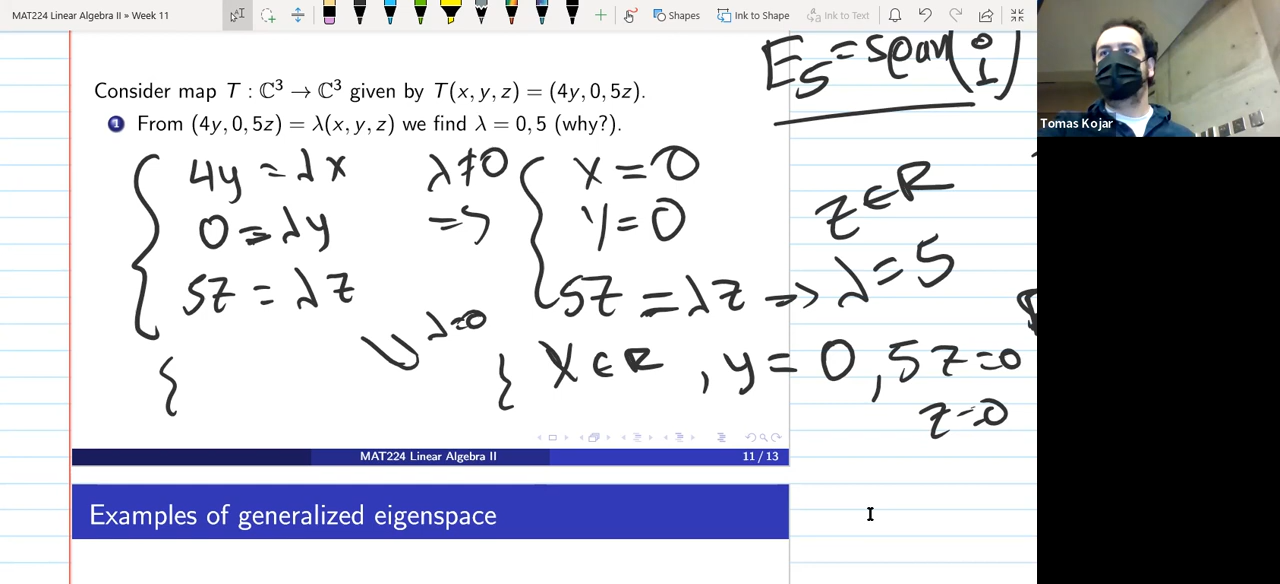 MAT224 Linear Algebra II » Week 11
Shapes
Ink to Shape
Ink to Text
Tomas Kojar
E₅ = span(0 1)
Consider map T : ℂ³ → ℂ³ given by T(x, y, z) = (4y, 0, 5z).
1 From (4y, 0, 5z) = λ(x, y, z) we find λ = 0, 5 (why?).
4y = λx λ≠0 x = 0
0 = λy => y = 0 z ∈ R
5z = λz 5z = λz => λ = 5
λ=0 x ∈ R, y = 0, 5z = 0
z = 0
MAT224 Linear Algebra II 11 / 13
Examples of generalized eigenspace